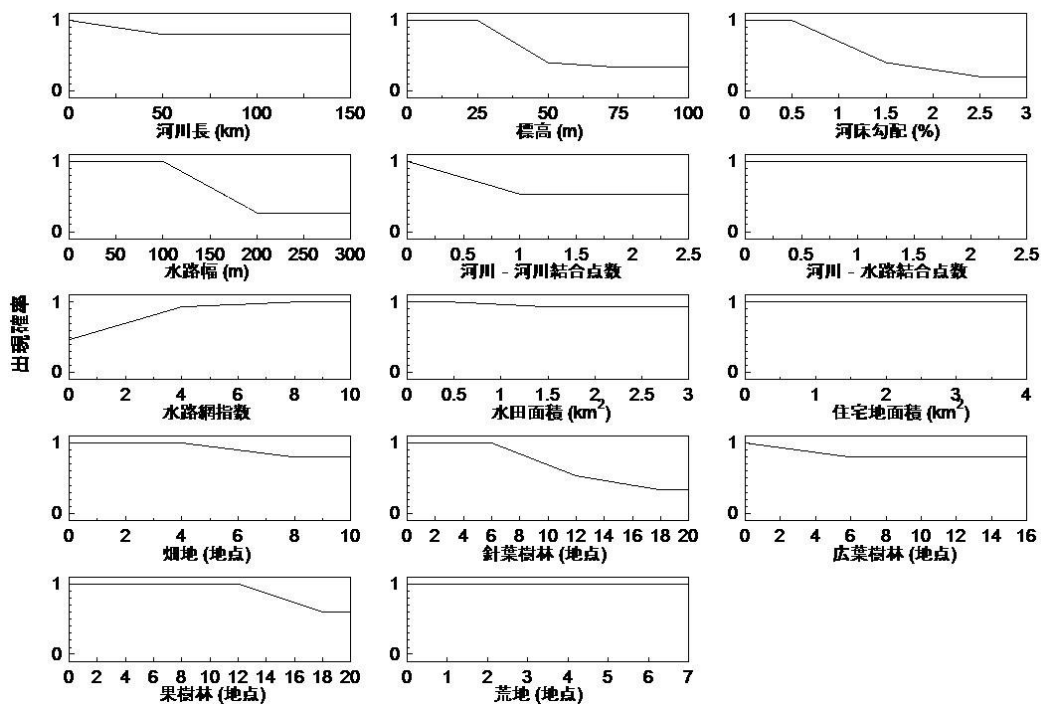 出現確率
1
0
0 50 100 150
河川長 (km)
1
0
0 25 50 75 100
標高 (m)
1
0
0 0.5 1 1.5 2 2.5 3
河床勾配 (%)
1
0
0 50 100 150 200 250 300
水路幅 (m)
1
0
0 0.5 1 1.5 2 2.5
河川 - 河川結合点数
1
0
0 0.5 1 1.5 2 2.5
河川 - 水路結合点数
1
0
0 2 4 6 8 10
水路網指数
1
0
0 0.5 1 1.5 2 2.5 3
水田面積 (km²)
1
0
0 1 2 3 4
住宅地面積 (km²)
1
0
0 2 4 6 8 10
畑地 (地点)
1
0
0 2 4 6 8 10 12 14 16 18 20
針葉樹林 (地点)
1
0
0 2 4 6 8 10 12 14 16
広葉樹林 (地点)
1
0
0 2 4 6 8 10 12 14 16 18 20
果樹林 (地点)
1
0
0 1 2 3 4 5 6 7
荒地 (地点)